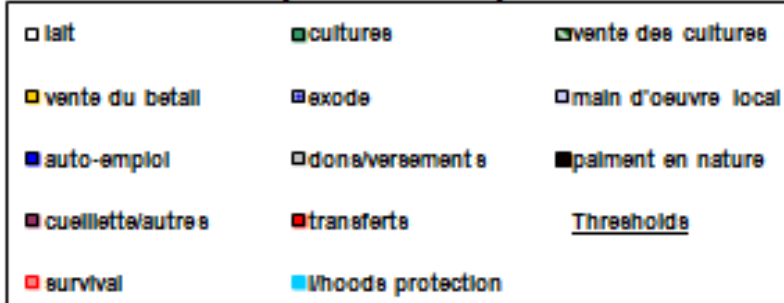 lait cultures vente des cultures
vente du betail exode main d'oeuvre local
auto-emploi dons/versements paiment en nature
cueillette/autres transferts Thresholds
survival l/hoods protection